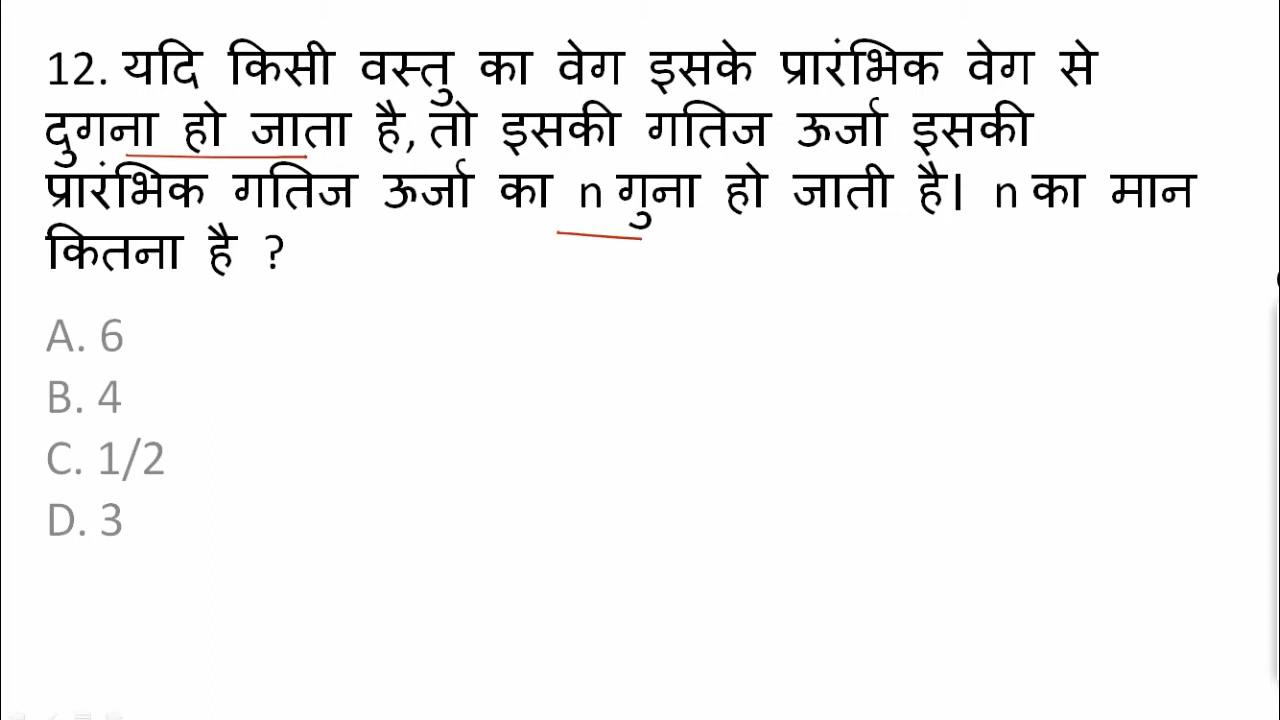 12. यदि किसी वस्तु का वेग इसके प्रारंभिक वेग से
दुगना हो जाता है, तो इसकी गतिज ऊर्जा इसकी
प्रारंभिक गतिज ऊर्जा का n गुना हो जाती है। n का मान
कितना है ?
A. 6
B. 4
C. 1/2
D. 3